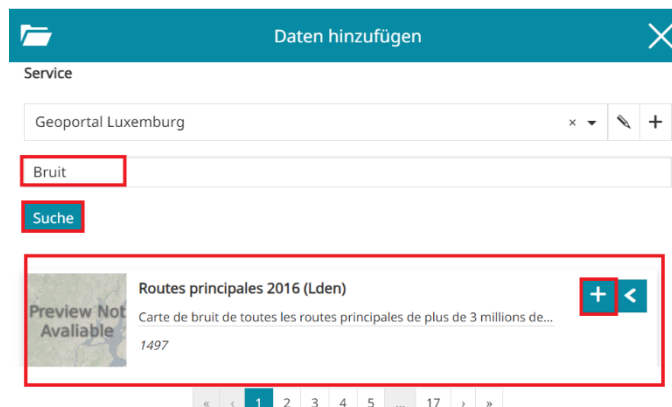 Daten hinzufügen
Service
Geoportal Luxemburg
Bruit
Suche
Preview Not Avaliable
Routes principales 2016 (Lden)
Carte de bruit de toutes les routes principales de plus de 3 millions de...
1497
« ‹ 1 2 3 4 5 ... 17 › »